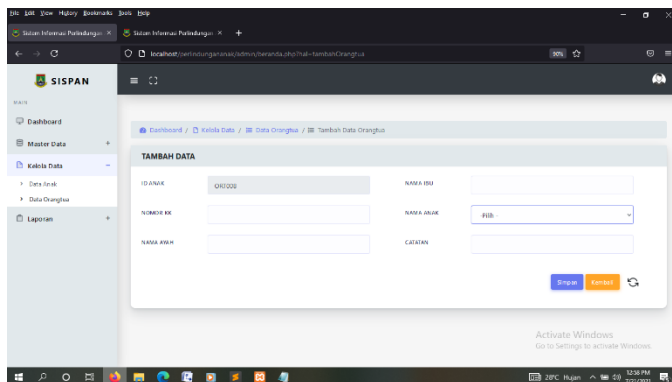 File Edit View History Bookmarks Tools Help
Sistem Informasi Perlindungan
Sistem Informasi Perlindungan
localhost/perlindungananak/admin/beranda.php?hal=tambahOrangtua
90%
SISPAN
MAIN
Dashboard
Master Data +
Kelola Data -
Data Anak
Data Orangtua
Laporan +
Dashboard / Kelola Data / Data Orangtua / Tambah Data Orangtua
TAMBAH DATA
ID ANAK
NAMA IBU
NOMOR KK
NAMA ANAK
-Pilih -
NAMA AYAH
CATATAN
Simpan
Kembali
Activate Windows
Go to Settings to activate Windows.
28°C Hujan
12:58 PM